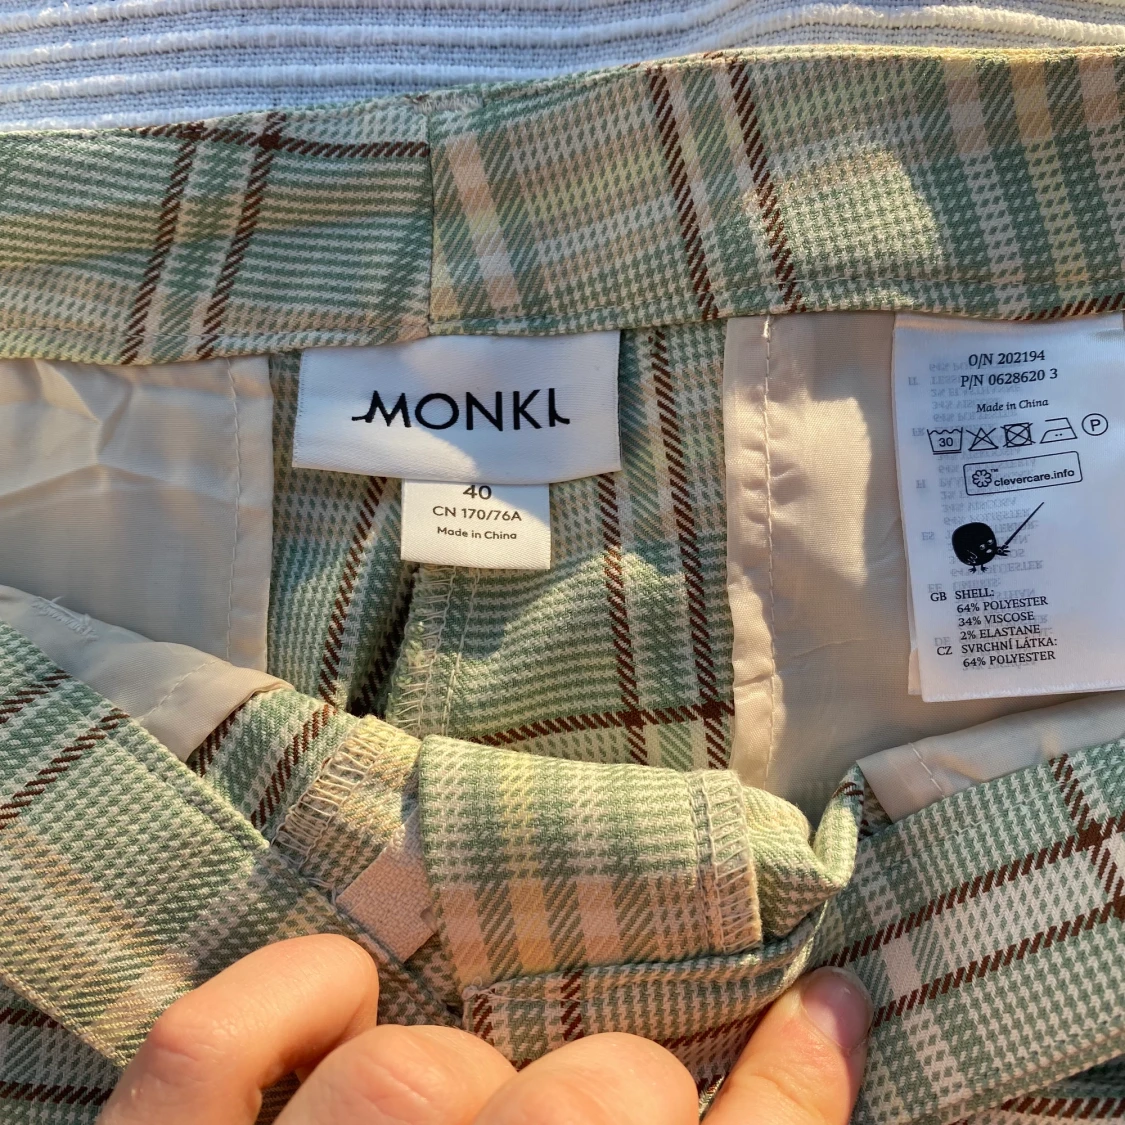 MONKI
40
CN 170/76A
Made in China
O/N 202194
P/N 0628620 3
Made in China
30
P
clevercare.info
GB SHELL:
64% POLYESTER
34% VISCOSE
2% ELASTANE
CZ SVRCHNÍ LÁTKA:
64% POLYESTER